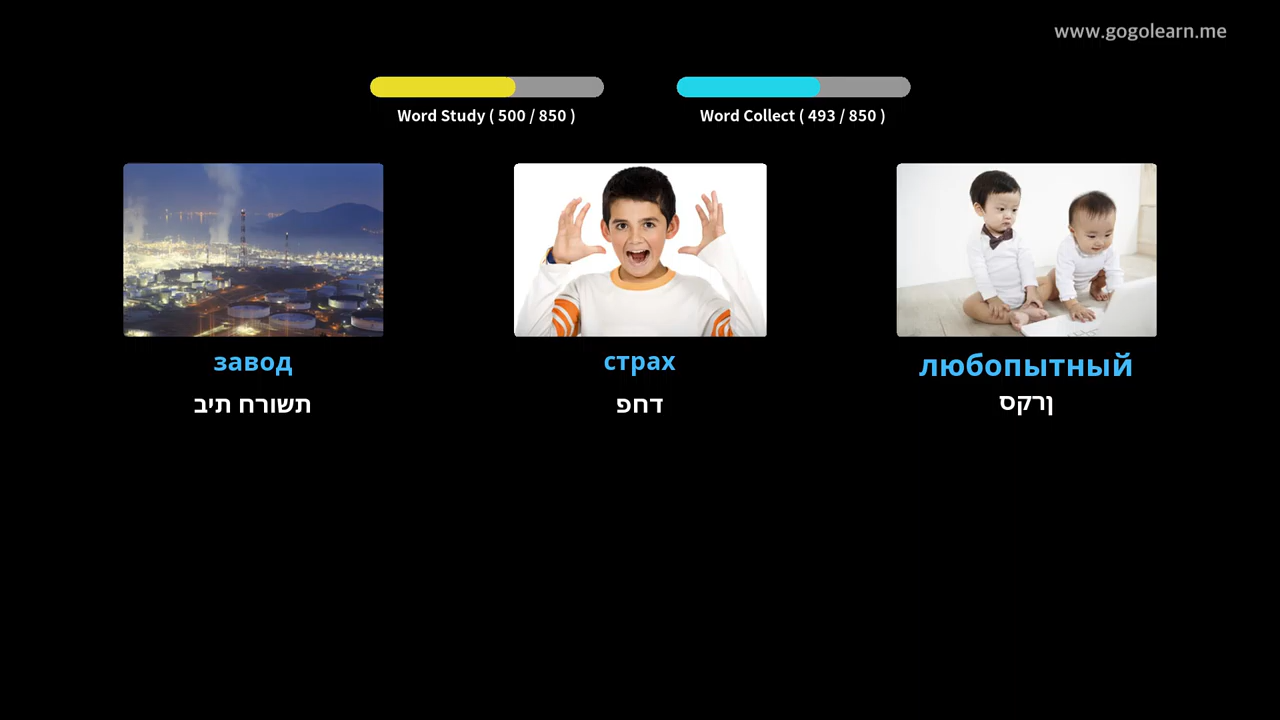 www.gogolearn.me
Word Study ( 500 / 850 )
Word Collect ( 493 / 850 )
завод
страх
любопытный
תשורח תיב
דחפ
ןרקס